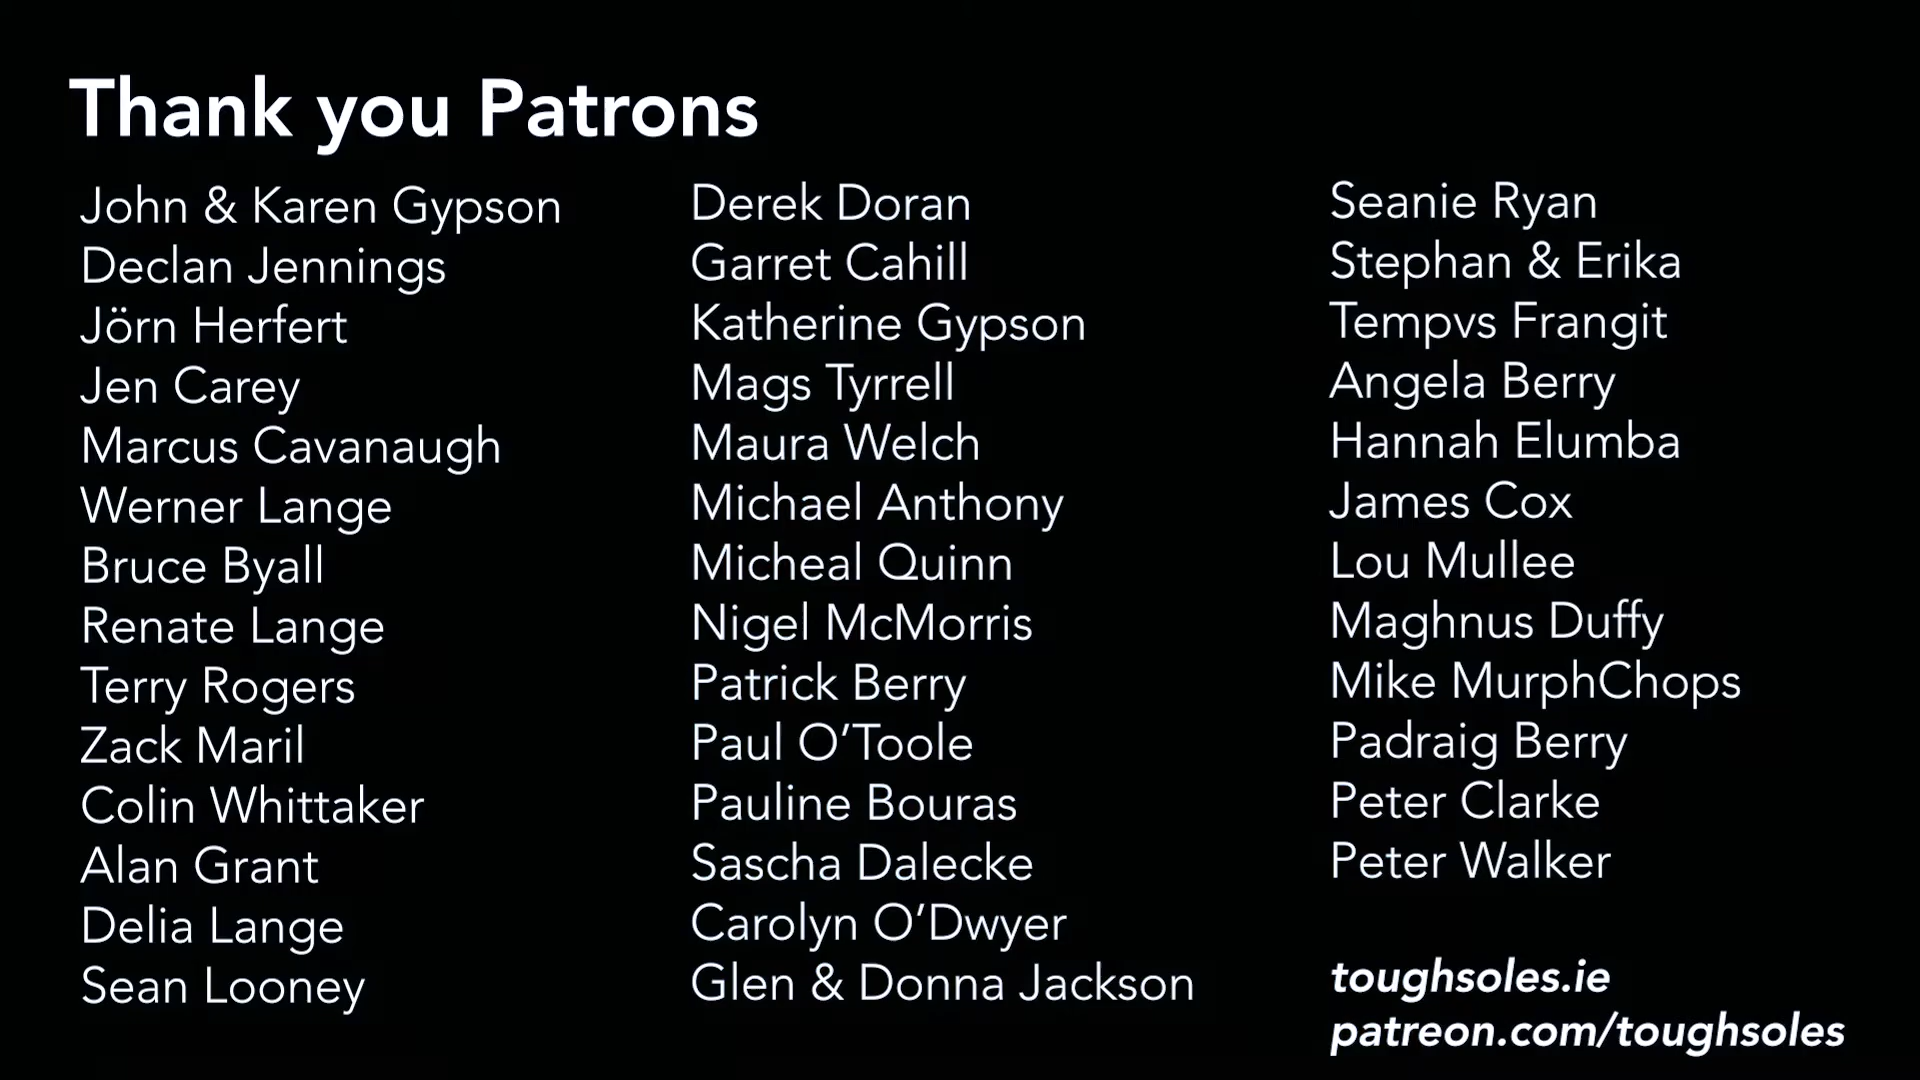 Thank you Patrons
John & Karen Gypson
Declan Jennings
Jörn Herfert
Jen Carey
Marcus Cavanaugh
Werner Lange
Bruce Byall
Renate Lange
Terry Rogers
Zack Maril
Colin Whittaker
Alan Grant
Delia Lange
Sean Looney
Derek Doran
Garret Cahill
Katherine Gypson
Mags Tyrrell
Maura Welch
Michael Anthony
Micheal Quinn
Nigel McMorris
Patrick Berry
Paul O’Toole
Pauline Bouras
Sascha Dalecke
Carolyn O’Dwyer
Glen & Donna Jackson
Seanie Ryan
Stephan & Erika
Tempvs Frangit
Angela Berry
Hannah Elumba
James Cox
Lou Mullee
Maghnus Duffy
Mike MurphChops
Padraig Berry
Peter Clarke
Peter Walker
toughsoles.ie
patreon.com/toughsoles